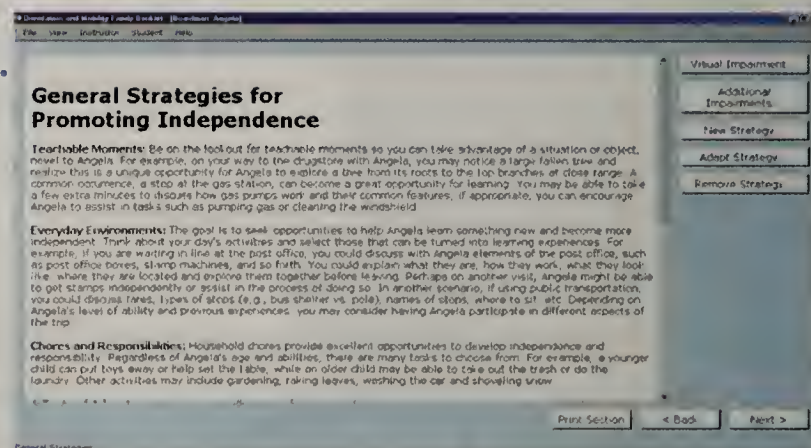 Orientation and Mobility Family Booklet [Boardman Angela]
File View Instructor Student Help
General Strategies for
Promoting Independence
Teachable Moments: Be on the lookout for teachable moments so you can take advantage of a situation or object,
novel to Angela. For example, on your way to the drugstore with Angela, you may notice a large fallen tree and
realize this is a unique opportunity for Angela to explore a tree from its roots to the top branches at close range. A
common occurrence, a stop at the gas station, can become a great opportunity for learning. You may be able to take
a few extra minutes to discuss how gas pumps work and their common features, if appropriate, you can encourage
Angela to assist in tasks such as pumping gas or cleaning the windshield
Everyday Environments: The goal is to seek opportunities to help Angela learn something new and become more
independent. Think about your day's activities and select those that can be turned into learning experiences. For
example, if you are waiting in line at the post office, you could discuss with Angela elements of the post office, such
as post office boxes, stamp machines, and so forth. You could explain what they are, how they work, what they look
like, where they are located and explore them together before leaving. Perhaps on another visit, Angela might be able
to get stamps independently or assist in the process of doing so. In another scenario, if using public transportation,
you could discuss fares, types of stops (e.g., bus shelter vs. pole), names of stops, where to sit, etc. Depending on
Angela's level of ability and previous experiences, you may consider having Angela participate in different aspects of
the trip
Chores and Responsibilities: Household chores provide excellent opportunities to develop independence and
responsibility. Regardless of Angela's age and abilities, there are many tasks to choose from. For example, a younger
child can put toys away or help set the table, while an older child may be able to take out the trash or do the
laundry. Other activities may include gardening, raking leaves, washing the car and shoveling snow
Visual Impairment
Additional
Impairments
New Strategy
Adapt Strategy
Remove Strategy
Print Section
< Back
Next >
General Strategies